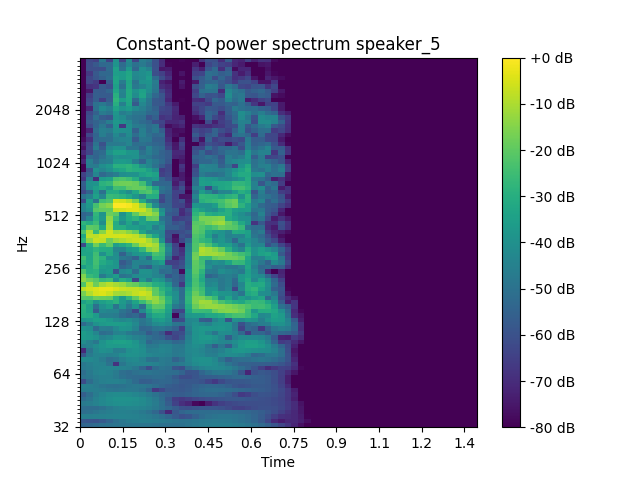 Constant-Q power spectrum speaker_5
+0 dB
2048
-10 dB
1024
-20 dB
512
-30 dB
Hz
-40 dB
256
-50 dB
128
-60 dB
64
-70 dB
32
-80 dB
0 0.15 0.3 0.45 0.6 0.75 0.9 1.1 1.2 1.4
Time